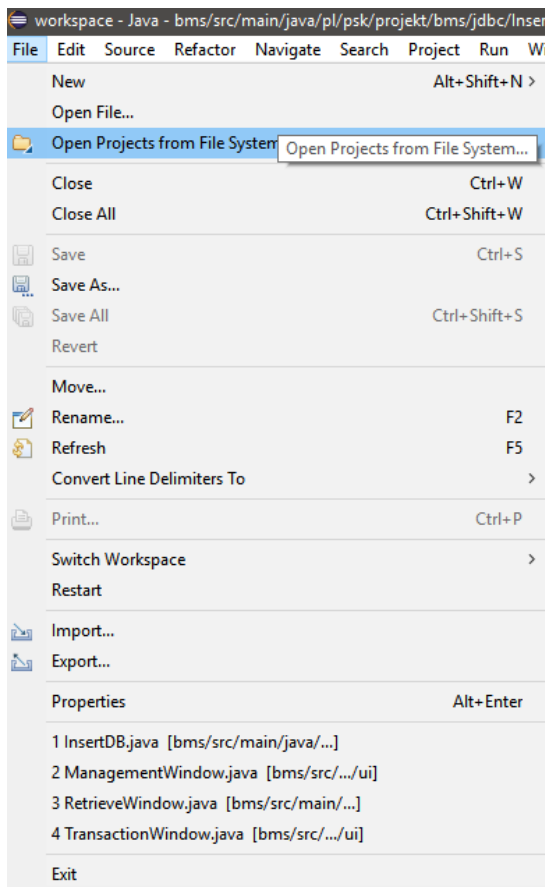 workspace - Java - bms/src/main/java/pl/psk/projekt/bms/jdbc/Inser
File Edit Source Refactor Navigate Search Project Run Wi
New Alt+Shift+N >
Open File...
Open Projects from File System
Open Projects from File System...
Close Ctrl+W
Close All Ctrl+Shift+W
Save Ctrl+S
Save As...
Save All Ctrl+Shift+S
Revert
Move...
Rename... F2
Refresh F5
Convert Line Delimiters To >
Print... Ctrl+P
Switch Workspace >
Restart
Import...
Export...
Properties Alt+Enter
1 InsertDB.java [bms/src/main/java/...]
2 ManagementWindow.java [bms/src/.../ui]
3 RetrieveWindow.java [bms/src/main/...]
4 TransactionWindow.java [bms/src/.../ui]
Exit